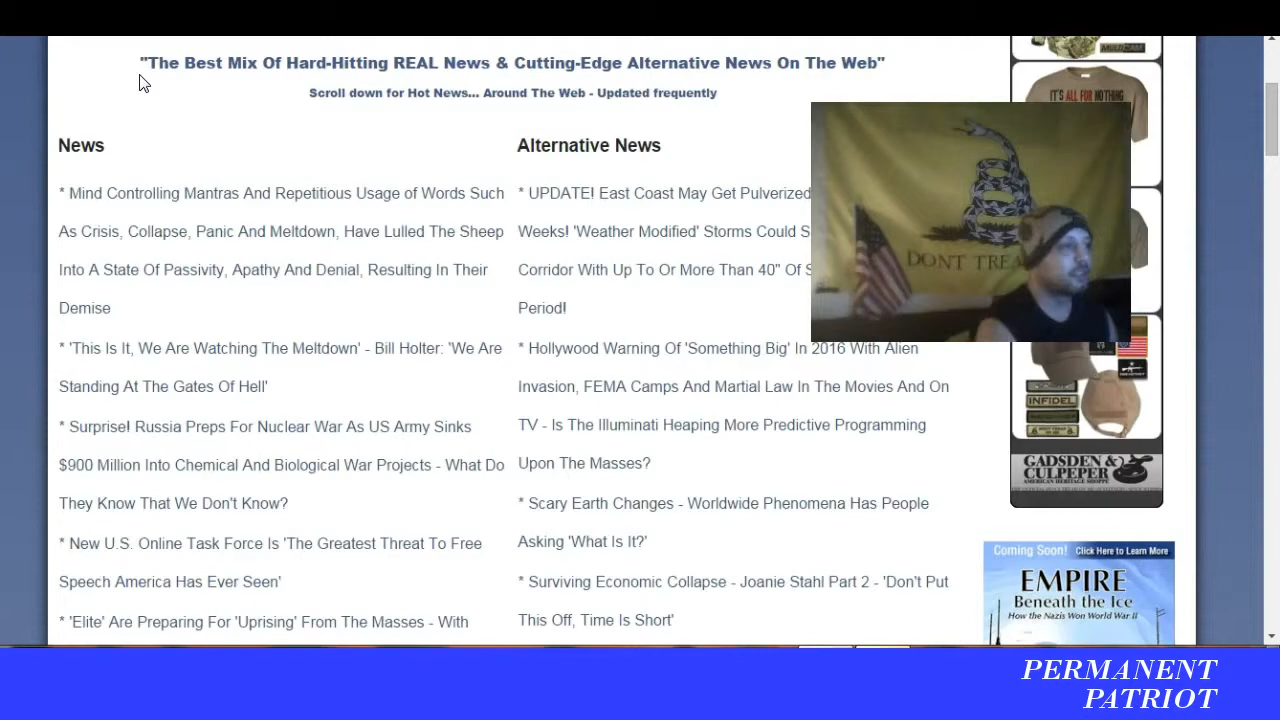 "The Best Mix Of Hard-Hitting REAL News & Cutting-Edge Alternative News On The Web"
Scroll down for Hot News... Around The Web - Updated frequently
News
* Mind Controlling Mantras And Repetitious Usage of Words Such
As Crisis, Collapse, Panic And Meltdown, Have Lulled The Sheep
Into A State Of Passivity, Apathy And Denial, Resulting In Their
Demise
* 'This Is It, We Are Watching The Meltdown' - Bill Holter: 'We Are
Standing At The Gates Of Hell'
* Surprise! Russia Preps For Nuclear War As US Army Sinks
$900 Million Into Chemical And Biological War Projects - What Do
They Know That We Don't Know?
* New U.S. Online Task Force Is 'The Greatest Threat To Free
Speech America Has Ever Seen'
* 'Elite' Are Preparing For 'Uprising' From The Masses - With
Alternative News
* UPDATE! East Coast May Get Pulverized
Weeks! 'Weather Modified' Storms Could
Corridor With Up To Or More Than 40" Of
Period!
* Hollywood Warning Of 'Something Big' In 2016 With Alien
Invasion, FEMA Camps And Martial Law In The Movies And On
TV - Is The Illuminati Heaping More Predictive Programming
Upon The Masses?
* Scary Earth Changes - Worldwide Phenomena Has People
Asking 'What Is It?'
* Surviving Economic Collapse - Joanie Stahl Part 2 - 'Don't Put
This Off, Time Is Short'
MULTICAM
IT'S ALL FOR NOTHING
DONT TREA
INFIDEL
GADSDEN &
CULPEPER
AMERICAN HERITAGE SHOPPE
Coming Soon! Click Here to Learn More
EMPIRE
Beneath the Ice
How the Nazis Won World War II
PERMANENT
PATRIOT